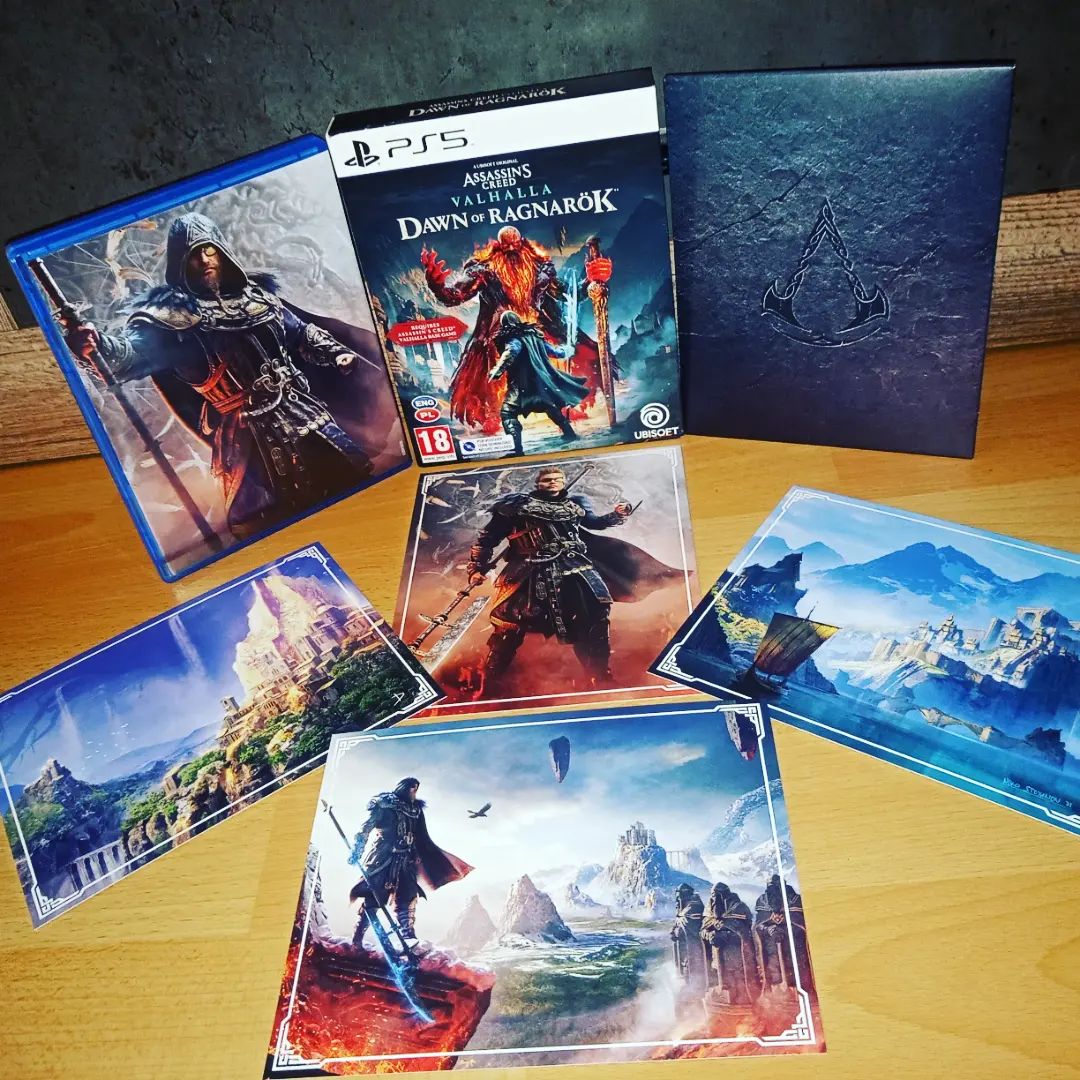 ASSASSIN'S CREED VALHALLA
DAWN OF RAGNARÖK
PS5
A UBISOFT ORIGINAL
ASSASSIN'S
CREED
VALHALLA
DAWN OF RAGNARÖK
REQUIRES
ASSASSIN'S CREED
VALHALLA BASE GAME
ENG
PL
18
UBISOFT